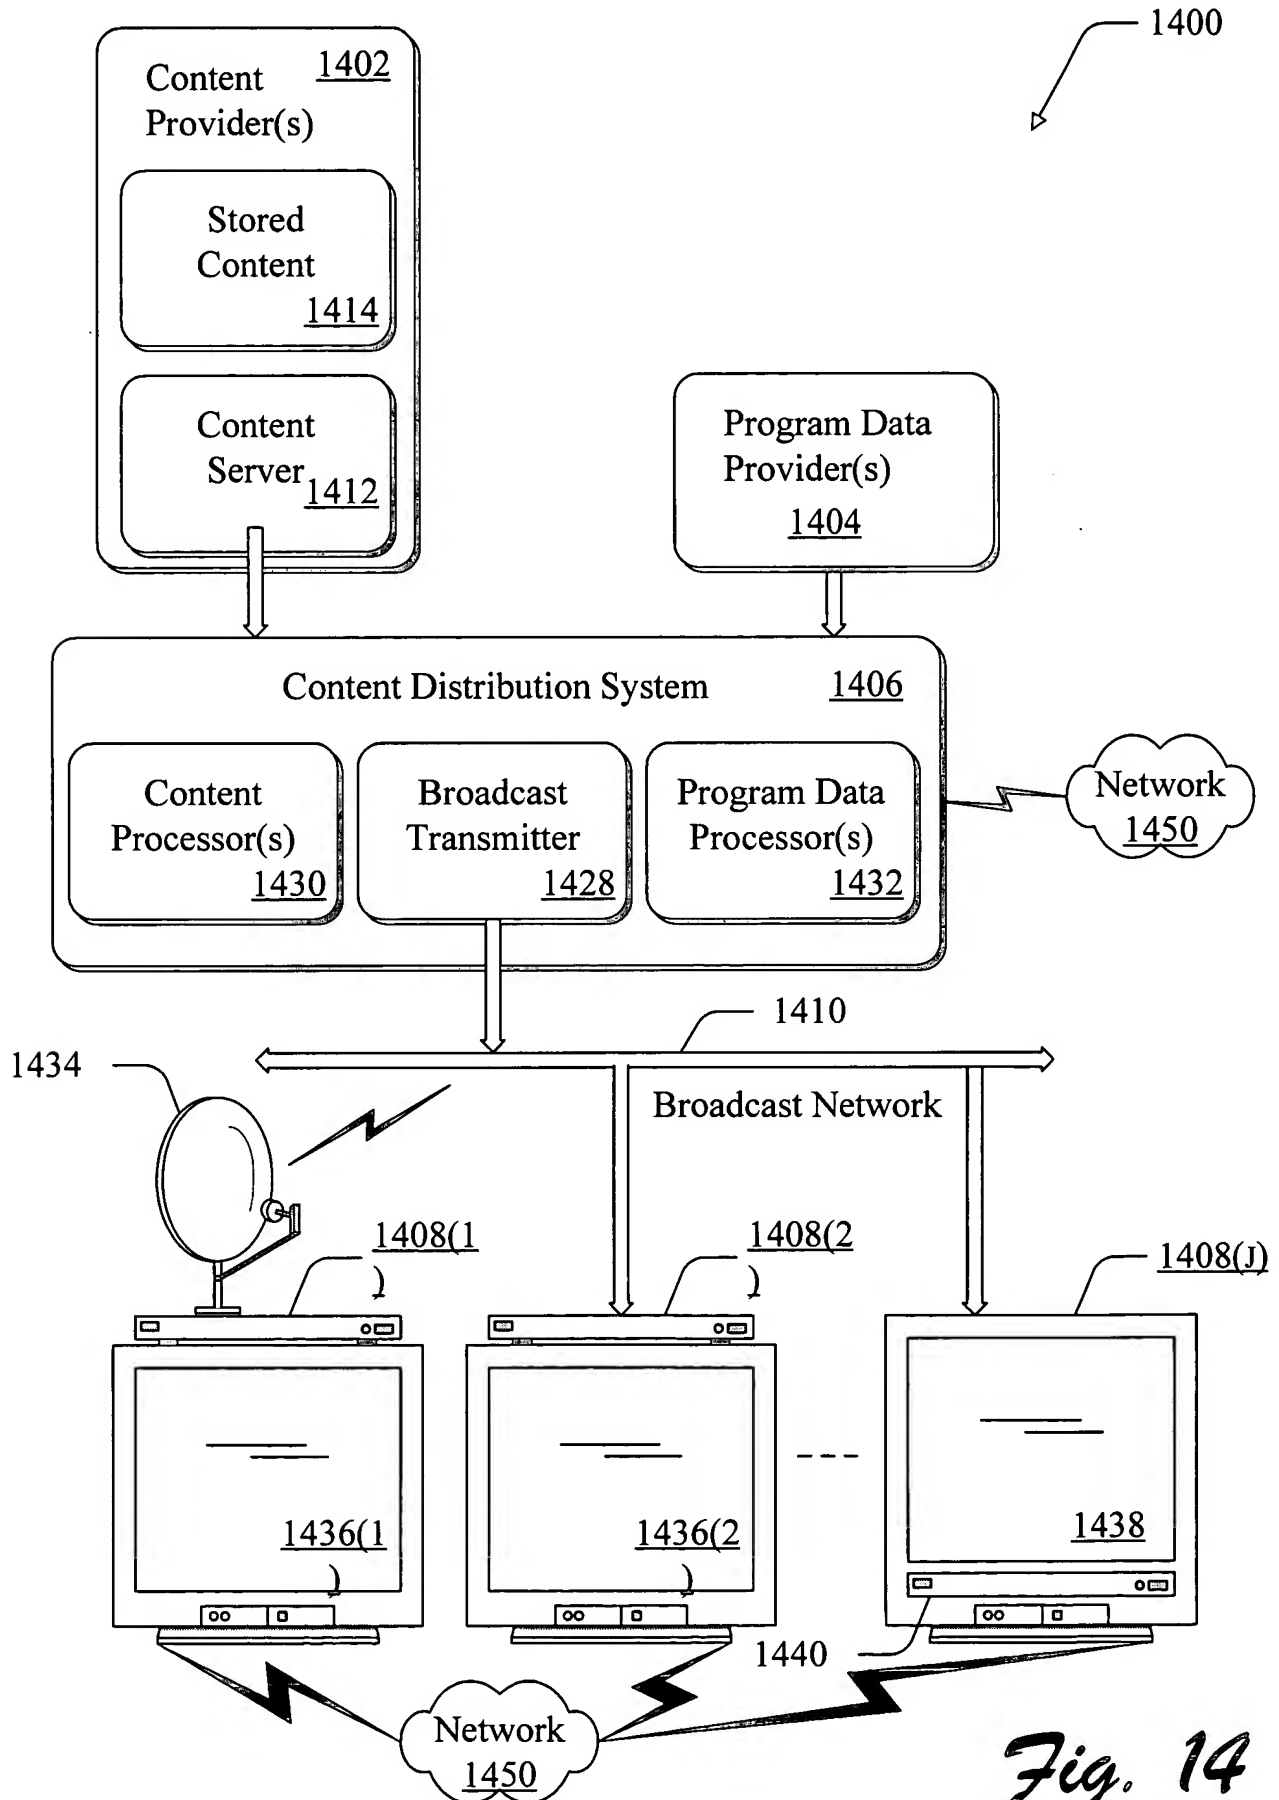 1400
Content
Provider(s)
1402
Stored
Content
1414
Content
Server
1412
Program Data
Provider(s)
1404
Content Distribution System
1406
Content
Processor(s)
1430
Broadcast
Transmitter
1428
Program Data
Processor(s)
1432
Network
1450
1410
1434
Broadcast Network
1408(1
)
1408(2
)
1408(J)
1436(1
)
1436(2
)
1438
1440
Network
1450
Fig. 14